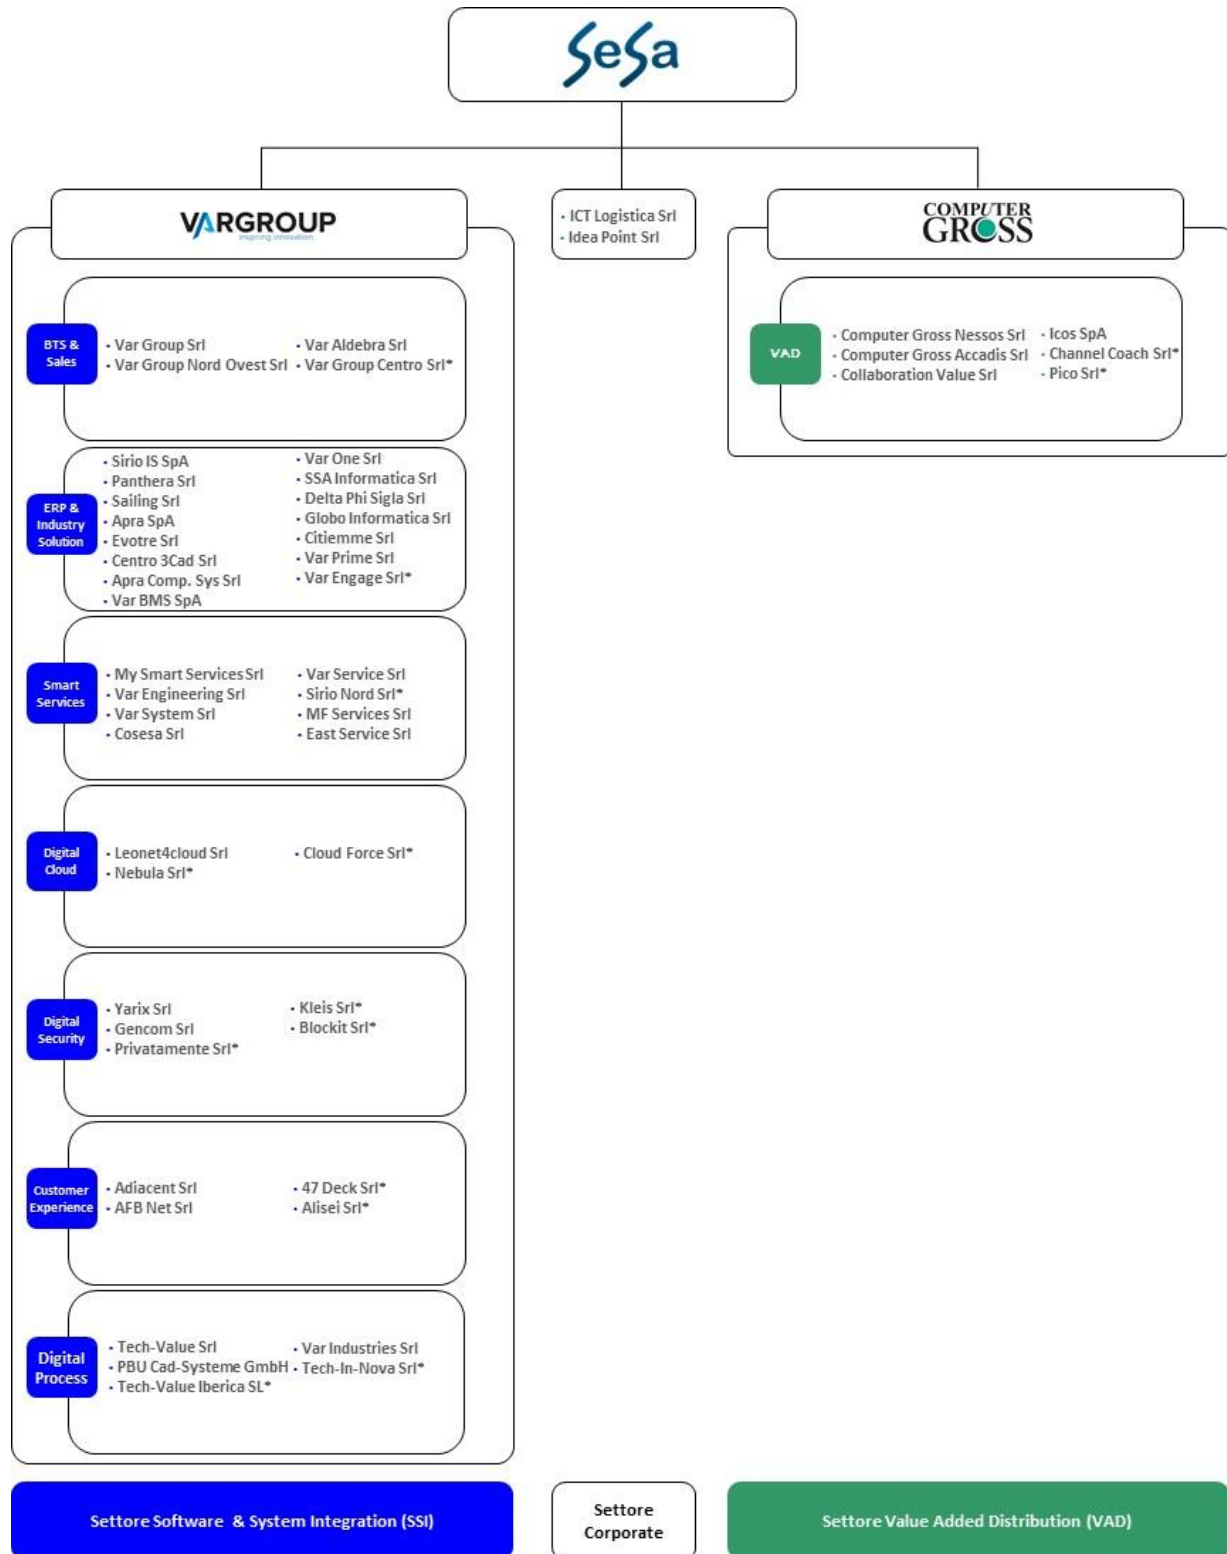 SeSa
VARGROUP
inspiring innovation
· ICT Logistica Srl
· Idea Point Srl
COMPUTER
GROSS
BTS &
Sales
· Var Group Srl
· Var Group Nord Ovest Srl
· Var Aldebra Srl
· Var Group Centro Srl*
VAD
· Computer Gross Nessos Srl
· Computer Gross Accadis Srl
· Collaboration Value Srl
· Icos SpA
· Channel Coach Srl*
· Pico Srl*
ERP &
Industry
Solution
· Sirio IS SpA
· Panthera Srl
· Sailing Srl
· Apra SpA
· Evotre Srl
· Centro 3Cad Srl
· Apra Comp. Sys Srl
· Var BMS SpA
· Var One Srl
· SSA Informatica Srl
· Delta Phi Sigla Srl
· Globo Informatica Srl
· Citiemme Srl
· Var Prime Srl
· Var Engage Srl*
Smart
Services
· My Smart Services Srl
· Var Engineering Srl
· Var System Srl
· Cosesa Srl
· Var Service Srl
· Sirio Nord Srl*
· MF Services Srl
· East Service Srl
Digital
Cloud
· Leonet4cloud Srl
· Nebula Srl*
· Cloud Force Srl*
Digital
Security
· Yarix Srl
· Gencom Srl
· Privatamente Srl*
· Kleis Srl*
· Blockit Srl*
Customer
Experience
· Adiacent Srl
· AFB Net Srl
· 47 Deck Srl*
· Alisei Srl*
Digital
Process
· Tech-Value Srl
· PBU Cad-Systeme GmbH
· Tech-Value Iberica SL*
· Var Industries Srl
· Tech-In-Nova Srl*
Settore Software & System Integration (SSI)
Settore
Corporate
Settore Value Added Distribution (VAD)